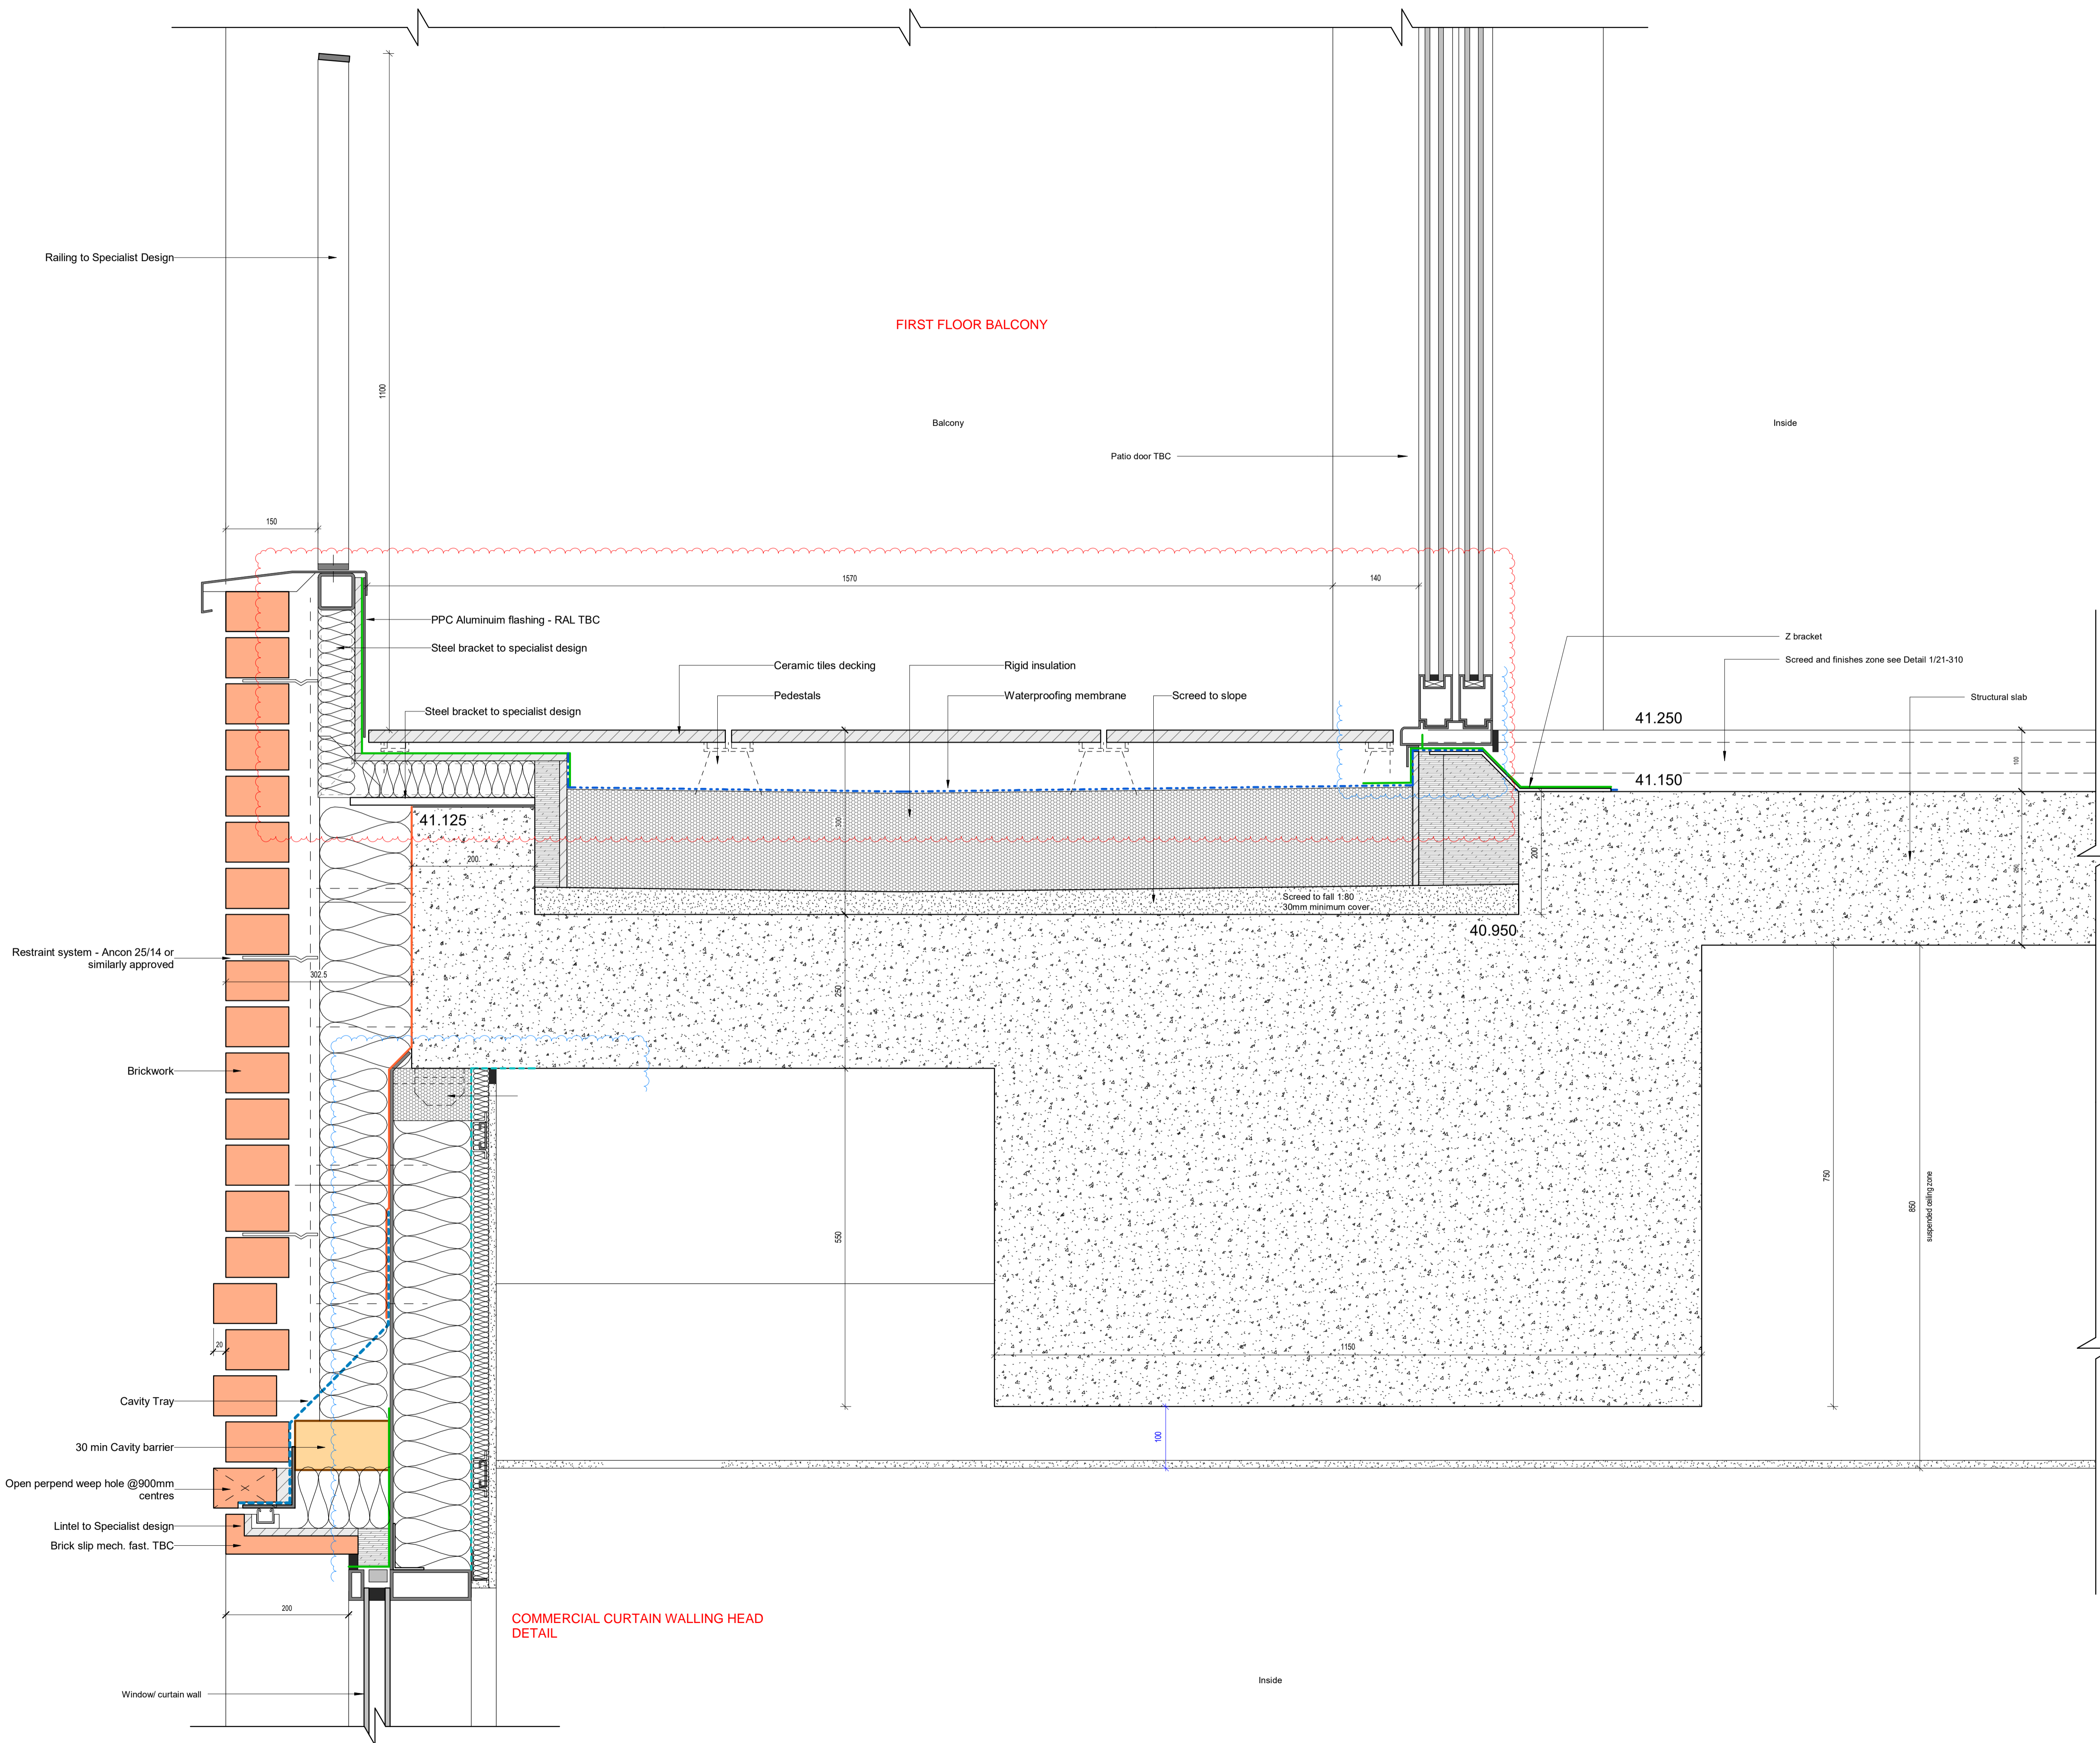 Railing to Specialist Design
1100
FIRST FLOOR BALCONY
Balcony
Inside
Patio door TBC
150
1570
140
PPC Aluminuim flashing - RAL TBC
Steel bracket to specialist design
Z bracket
Ceramic tiles decking
Rigid insulation
Screed and finishes zone see Detail 1/21-310
Pedestals
Waterproofing membrane
Screed to slope
Structural slab
Steel bracket to specialist design
41.250
100
41.150
41.125
300
200
200
Screed to fall 1:80
30mm minimum cover
40.950
Restraint system - Ancon 25/14 or
similarly approved
302.5
250
Brickwork
550
750
850
suspended ceiling zone
20
1150
Cavity Tray
100
30 min Cavity barrier
Open perpend weep hole @900mm
centres
Lintel to Specialist design
Brick slip mech. fast. TBC
200
COMMERCIAL CURTAIN WALLING HEAD
DETAIL
Inside
Window/ curtain wall